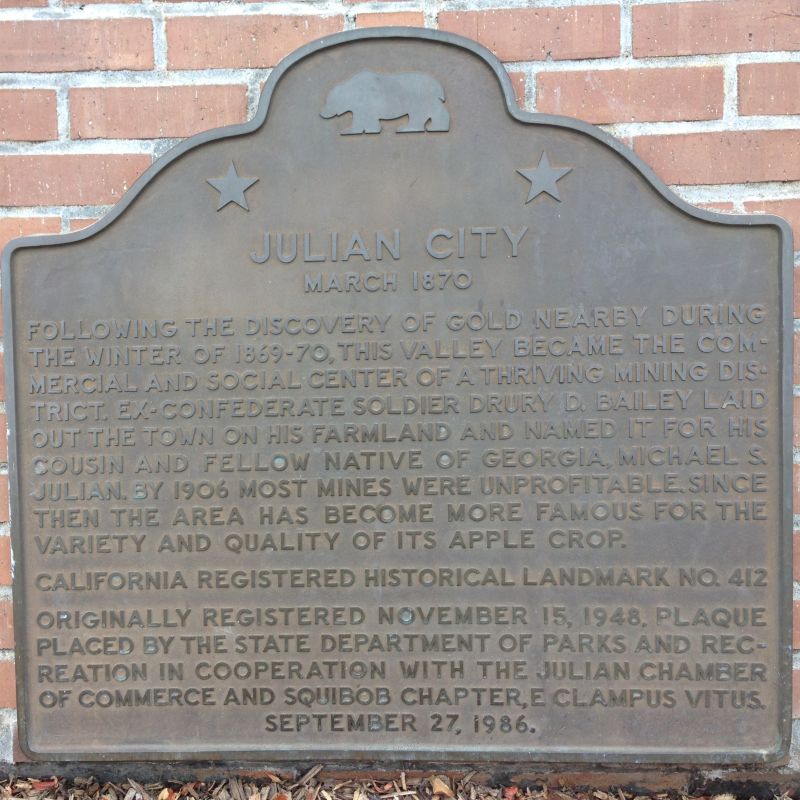 JULIAN CITY
MARCH 1870
FOLLOWING THE DISCOVERY OF GOLD NEARBY DURING
THE WINTER OF 1869-70, THIS VALLEY BECAME THE COM-
MERCIAL AND SOCIAL CENTER OF A THRIVING MINING DIS-
TRICT. EX-CONFEDERATE SOLDIER DRURY D. BAILEY LAID
OUT THE TOWN ON HIS FARMLAND AND NAMED IT FOR HIS
COUSIN AND FELLOW NATIVE OF GEORGIA, MICHAEL S.
JULIAN. BY 1906 MOST MINES WERE UNPROFITABLE. SINCE
THEN THE AREA HAS BECOME MORE FAMOUS FOR THE
VARIETY AND QUALITY OF ITS APPLE CROP.
CALIFORNIA REGISTERED HISTORICAL LANDMARK NO. 412
ORIGINALLY REGISTERED NOVEMBER 15, 1948. PLAQUE
PLACED BY THE STATE DEPARTMENT OF PARKS AND REC-
REATION IN COOPERATION WITH THE JULIAN CHAMBER
OF COMMERCE AND SQUIBOB CHAPTER, E CLAMPUS VITUS.
SEPTEMBER 27, 1986.